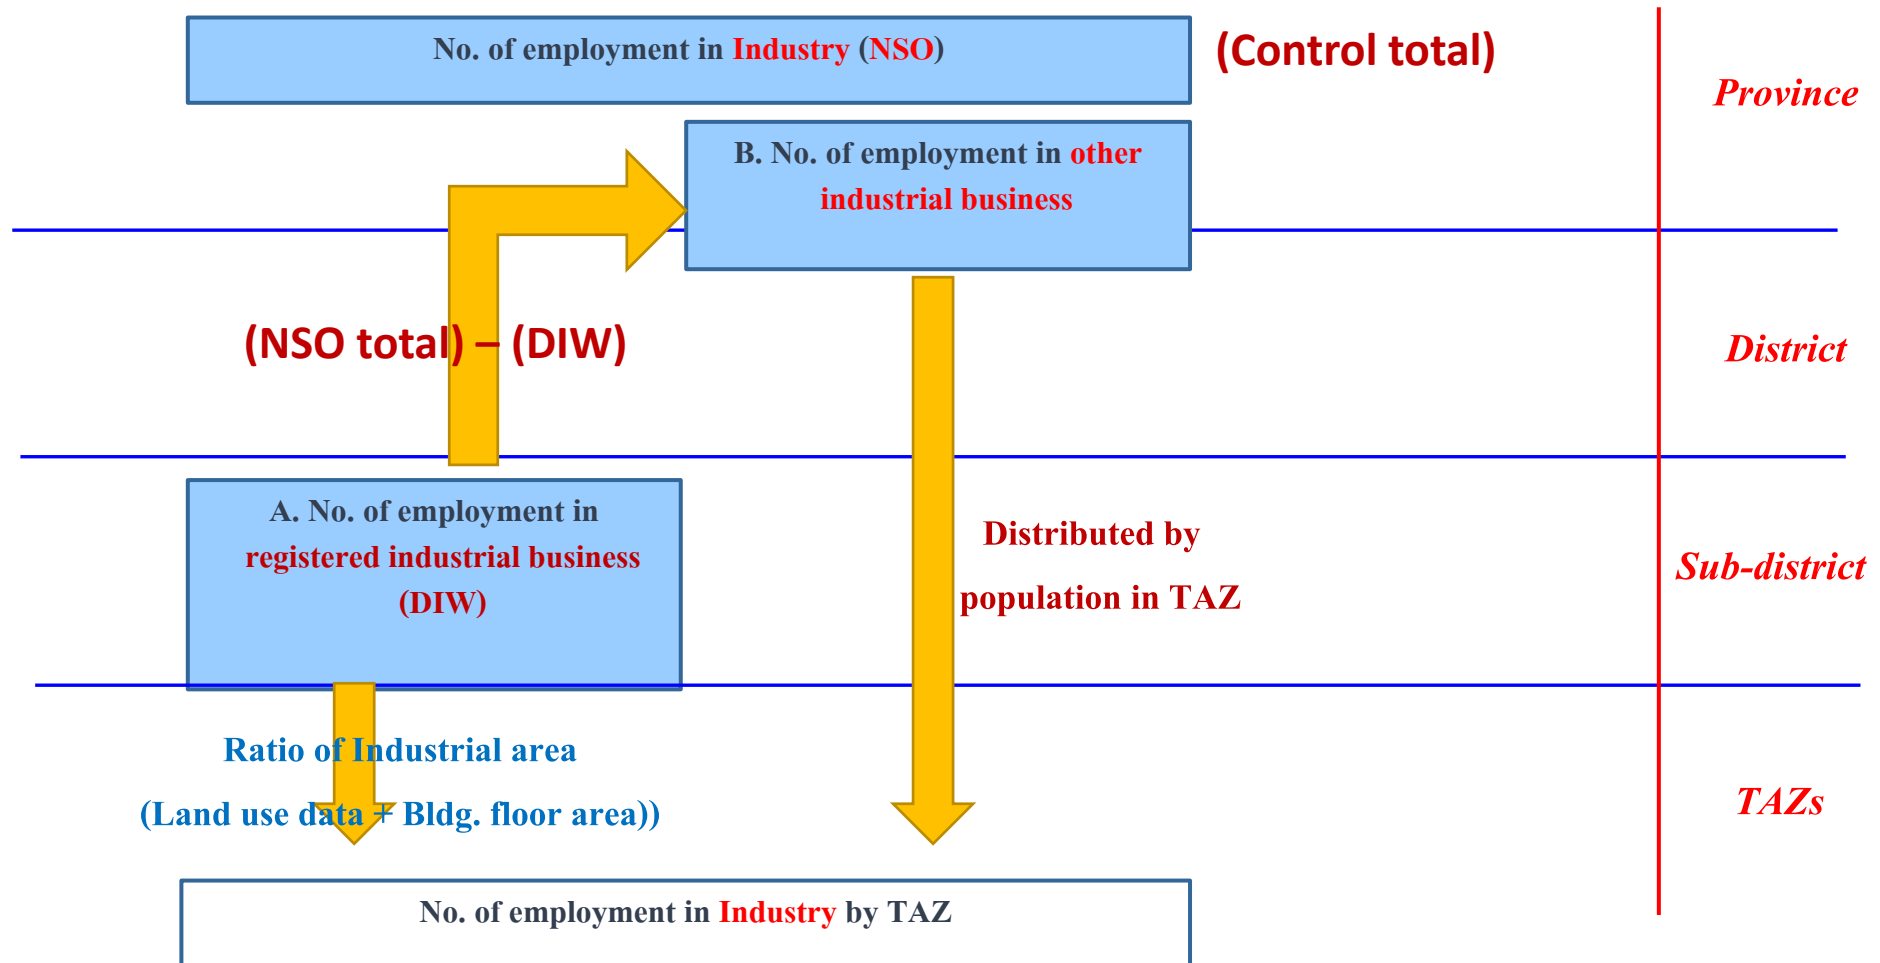 No. of employment in Industry (NSO)
(Control total)
Province
B. No. of employment in other
industrial business
(NSO total) – (DIW)
District
A. No. of employment in
registered industrial business
(DIW)
Distributed by
population in TAZ
Sub-district
Ratio of Industrial area
(Land use data + Bldg. floor area))
TAZs
No. of employment in Industry by TAZ